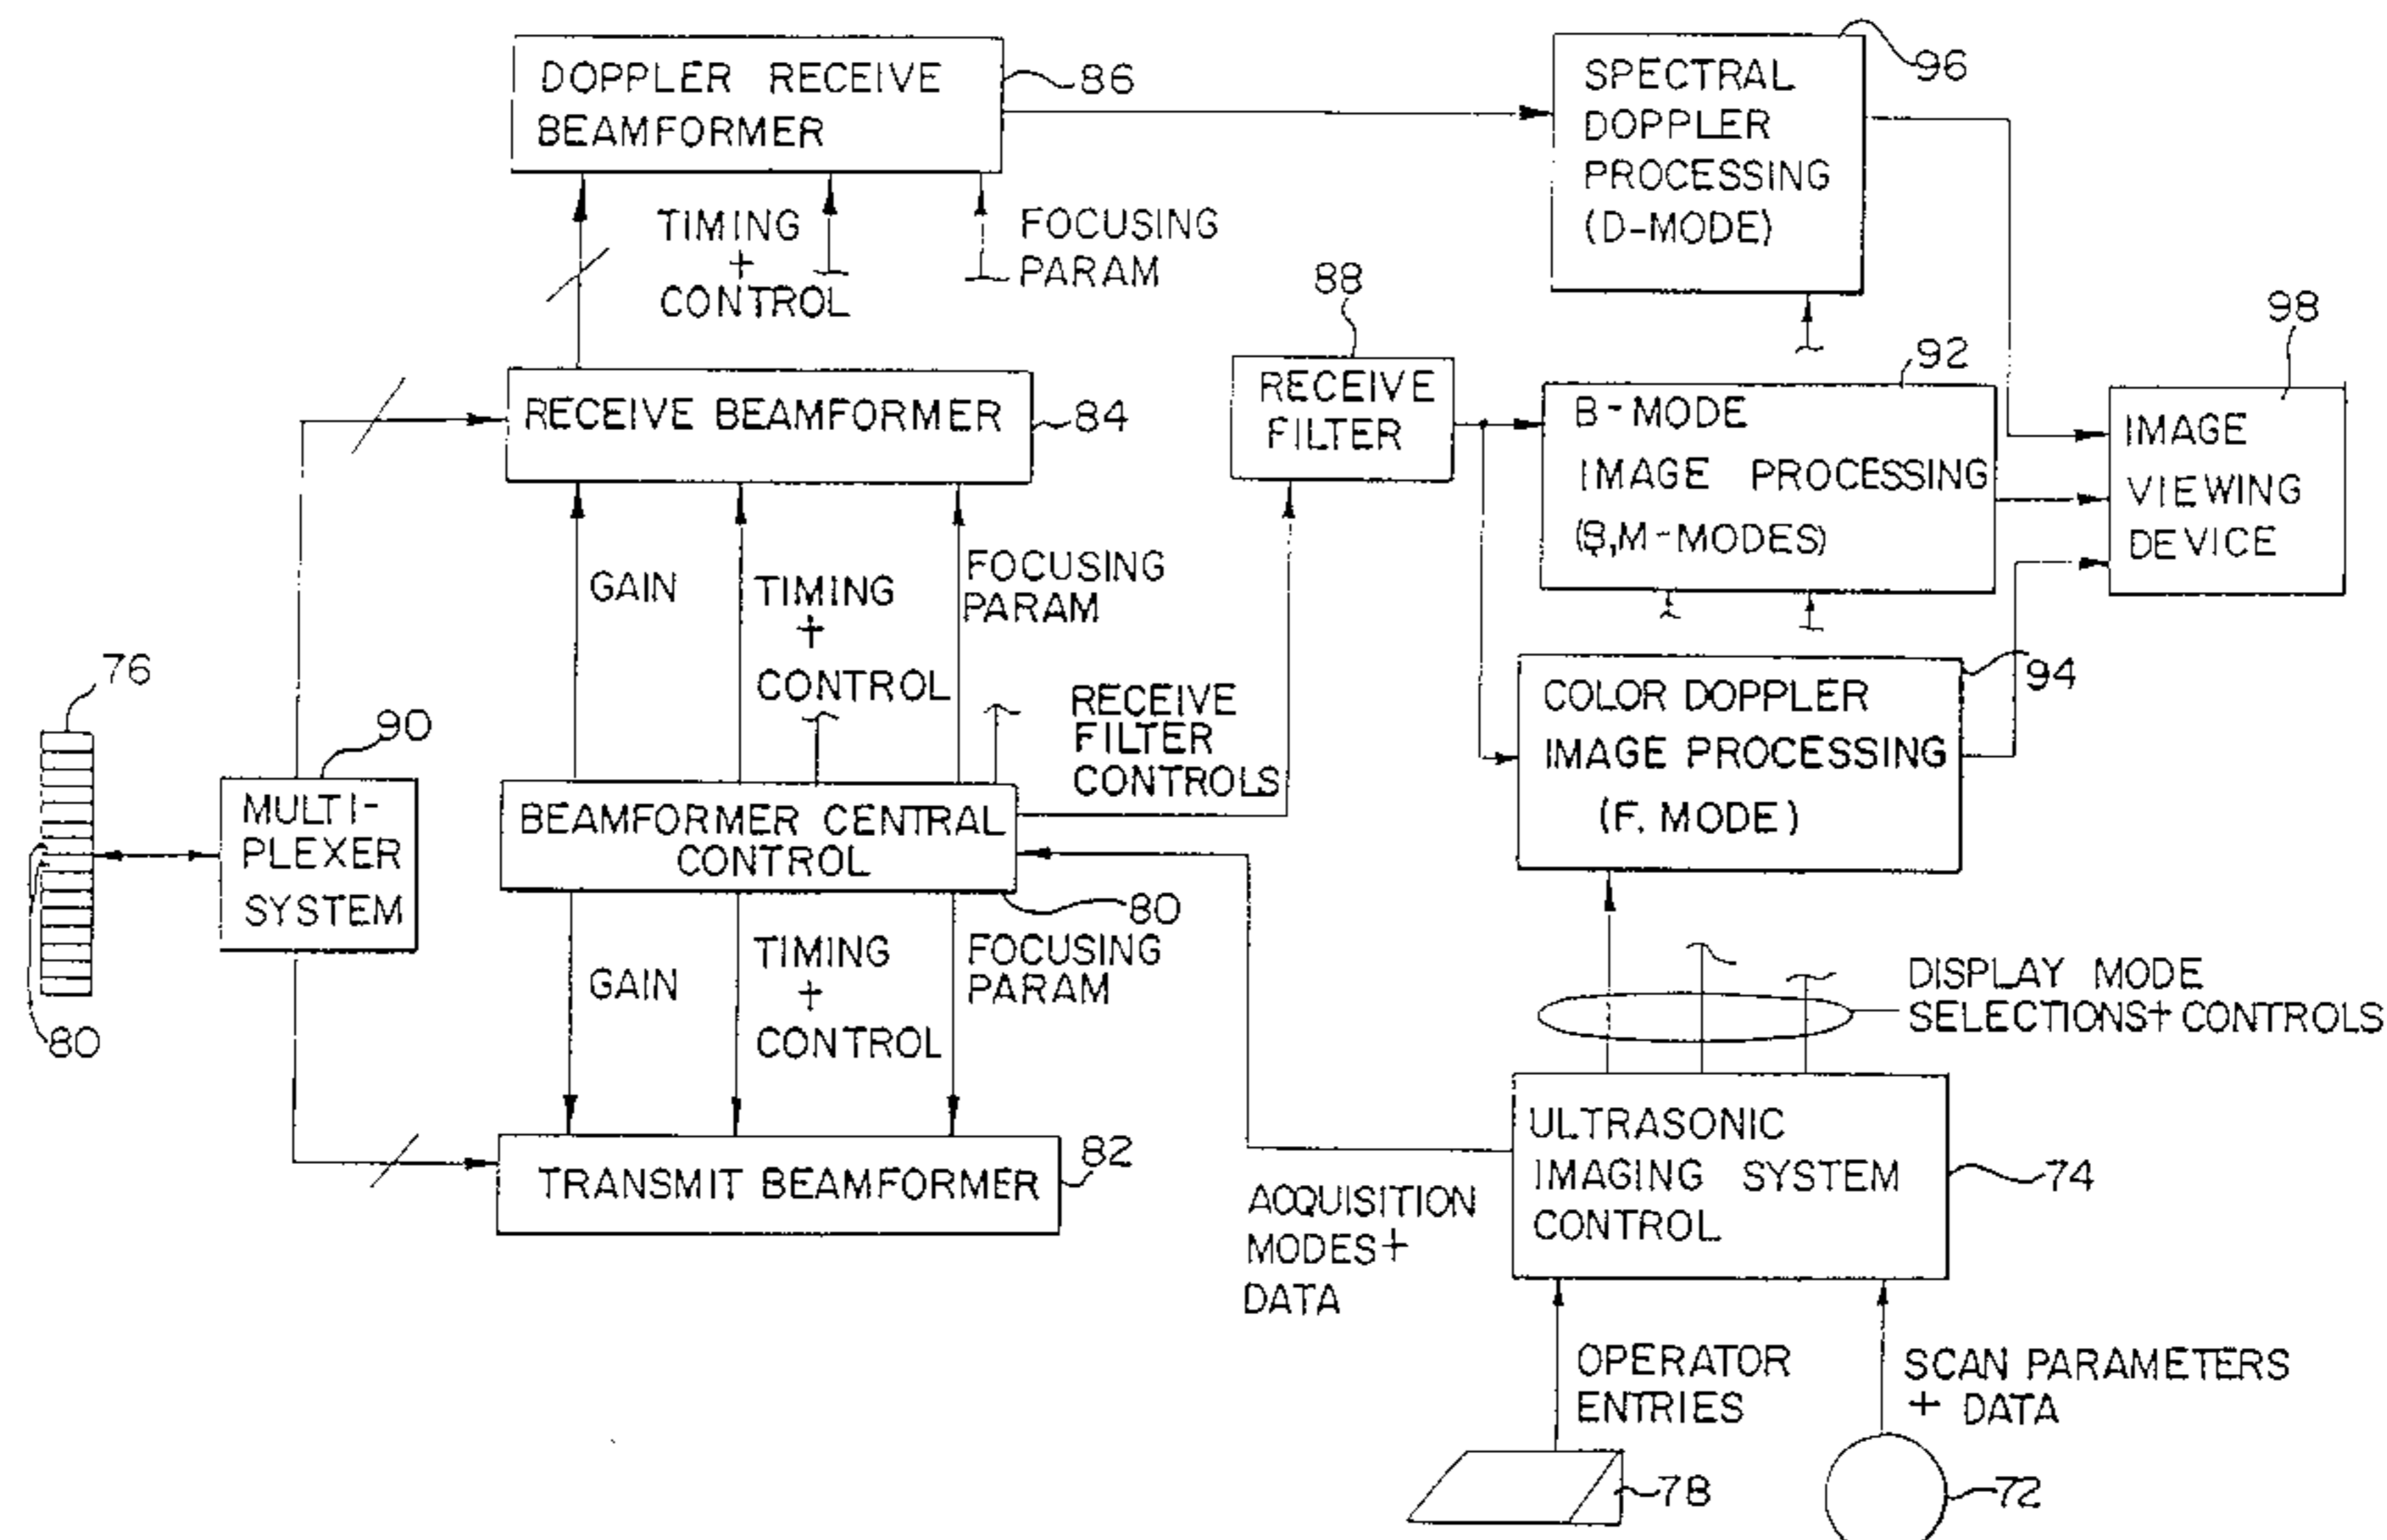 DOPPLER RECEIVE
BEAMFORMER
86
SPECTRAL
DOPPLER
PROCESSING
(D-MODE)
96
TIMING
+
CONTROL
FOCUSING
PARAM
88
RECEIVE
FILTER
92
B-MODE
IMAGE PROCESSING
(B,M-MODES)
98
IMAGE
VIEWING
DEVICE
RECEIVE BEAMFORMER
84
GAIN
TIMING
+
CONTROL
FOCUSING
PARAM
RECEIVE
FILTER
CONTROLS
94
COLOR DOPPLER
IMAGE PROCESSING
(F. MODE)
76
90
MULTI-
PLEXER
SYSTEM
80
BEAMFORMER CENTRAL
CONTROL
80
GAIN
TIMING
+
CONTROL
FOCUSING
PARAM
DISPLAY MODE
SELECTIONS+ CONTROLS
TRANSMIT BEAMFORMER
82
ACQUISITION
MODES+
DATA
ULTRASONIC
IMAGING SYSTEM
CONTROL
74
OPERATOR
ENTRIES
SCAN PARAMETERS
+ DATA
78
72